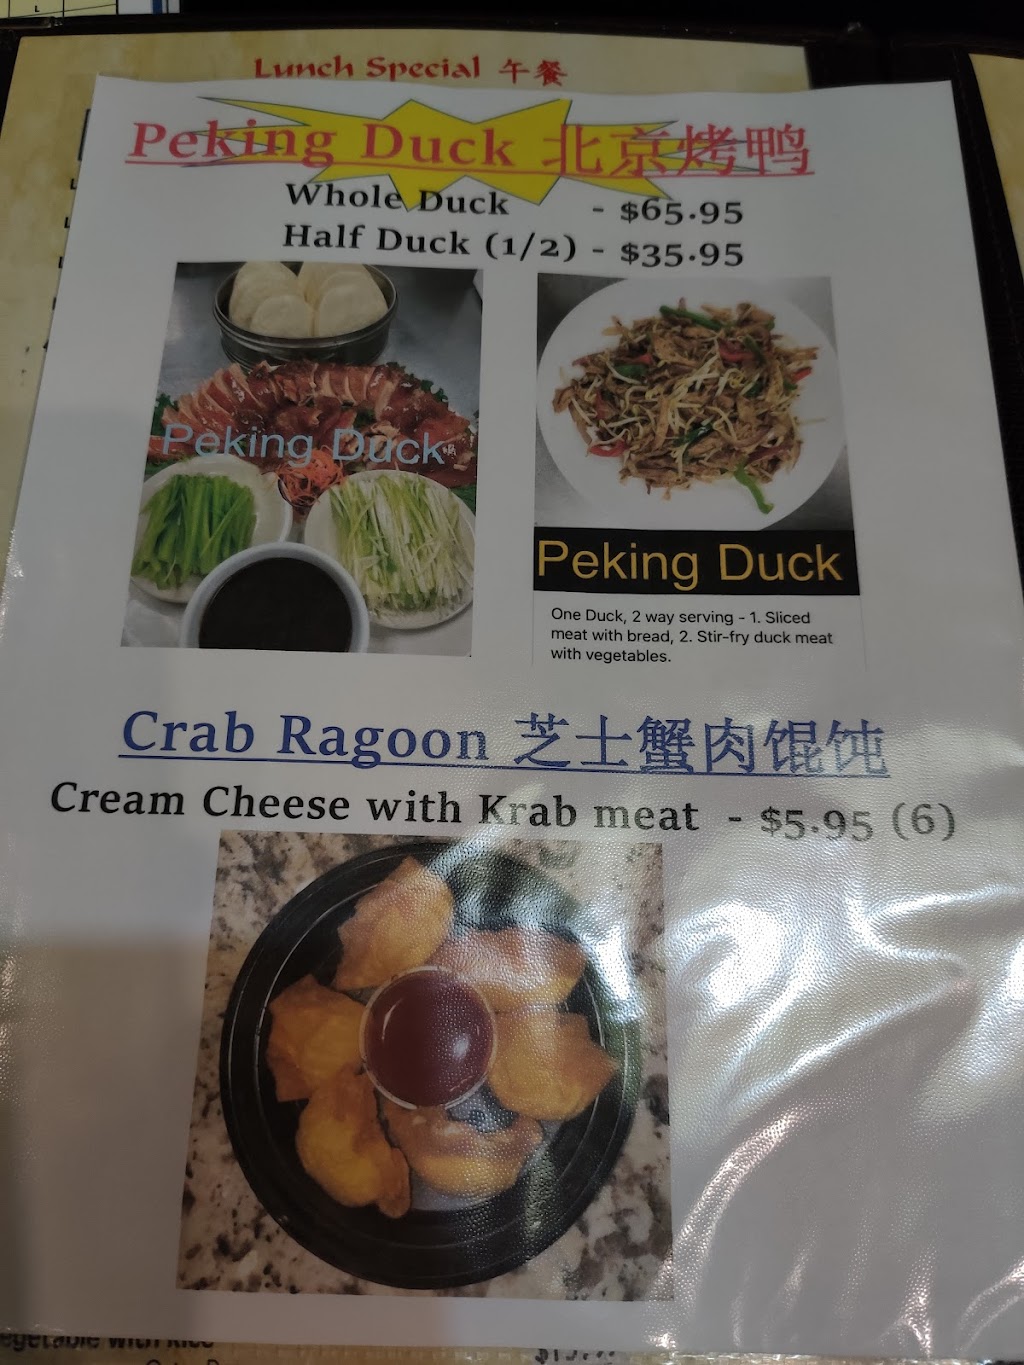 Lunch Special 午餐
Peking Duck 北京烤鸭
Whole Duck - $65.95
Half Duck (1/2) - $35.95
Peking Duck
Peking Duck
One Duck, 2 way serving - 1. Sliced
meat with bread, 2. Stir-fry duck meat
with vegetables.
Crab Ragoon 芝士蟹肉馄饨
Cream Cheese with Krab meat - $5.95 (6)
egetable with Rice